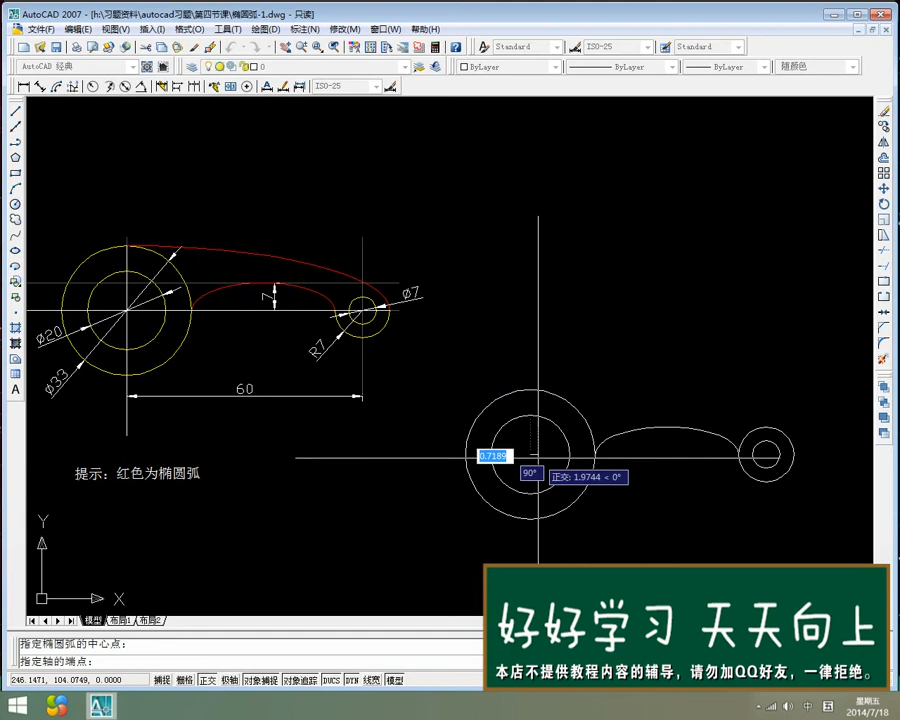 AutoCAD 2007 - [h:\习题资料\autocad习题\第四节课\椭圆弧-1.dwg - 只读]
文件(F) 编辑(E) 视图(V) 插入(I) 格式(O) 工具(T) 绘图(D) 标注(N) 修改(M) 窗口(W) 帮助(H)
Standard ISO-25 Standard
AutoCAD 经典 0 ByLayer ByLayer ByLayer 随颜色
ISO-25
Ø7
7
Ø20
R7
Ø33
60
0.7189
90° 正交: 1.9744 < 0°
提示: 红色为椭圆弧
Y
X
A
模型 布局1 布局2
好好学习 天天向上
本店不提供教程内容的辅导，请勿加QQ好友，一律拒绝。
指定椭圆弧的中心点:
指定轴的端点:
246.1471, 104.0749, 0.0000 捕捉 栅格 正交 极轴 对象捕捉 对象追踪 DUCS DYN 线宽 模型
中
星期五
2014/7/18